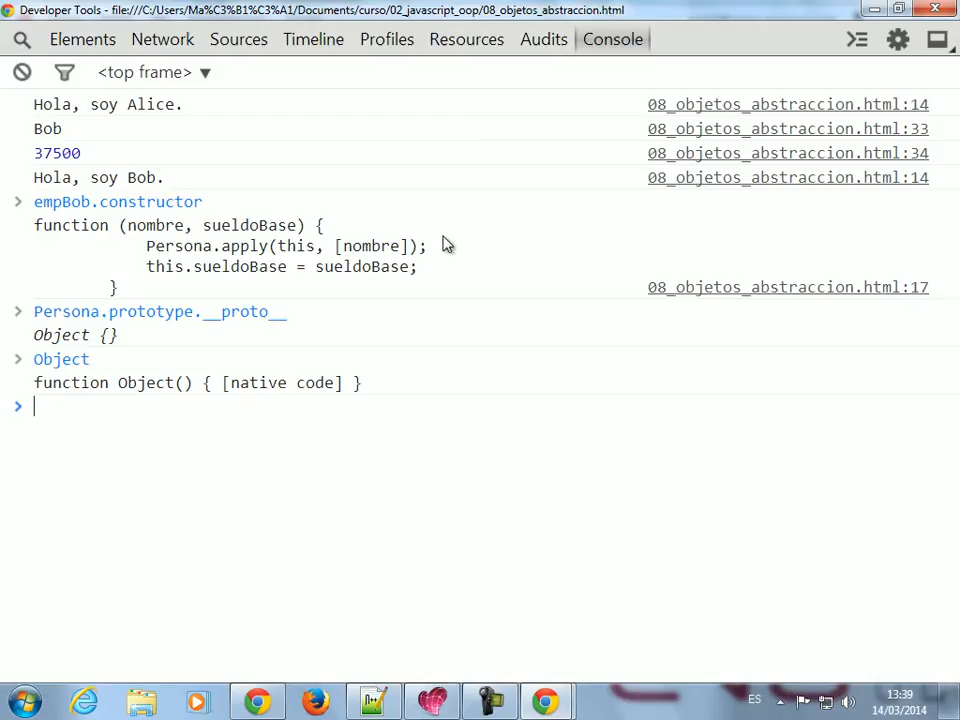 Developer Tools - file:///C:/Users/Ma%C3%B1%C3%A1/Documents/curso/02_javascript_oop/08_objetos_abstraccion.html
Elements Network Sources Timeline Profiles Resources Audits Console
<top frame> ▼
Hola, soy Alice. 08_objetos_abstraccion.html:14
Bob 08_objetos_abstraccion.html:33
37500 08_objetos_abstraccion.html:34
Hola, soy Bob. 08_objetos_abstraccion.html:14
> empBob.constructor
function (nombre, sueldoBase) {
Persona.apply(this, [nombre]);
this.sueldoBase = sueldoBase;
} 08_objetos_abstraccion.html:17
> Persona.prototype.__proto__
Object {}
> Object
function Object() { [native code] }
>
ES
13:39
14/03/2014